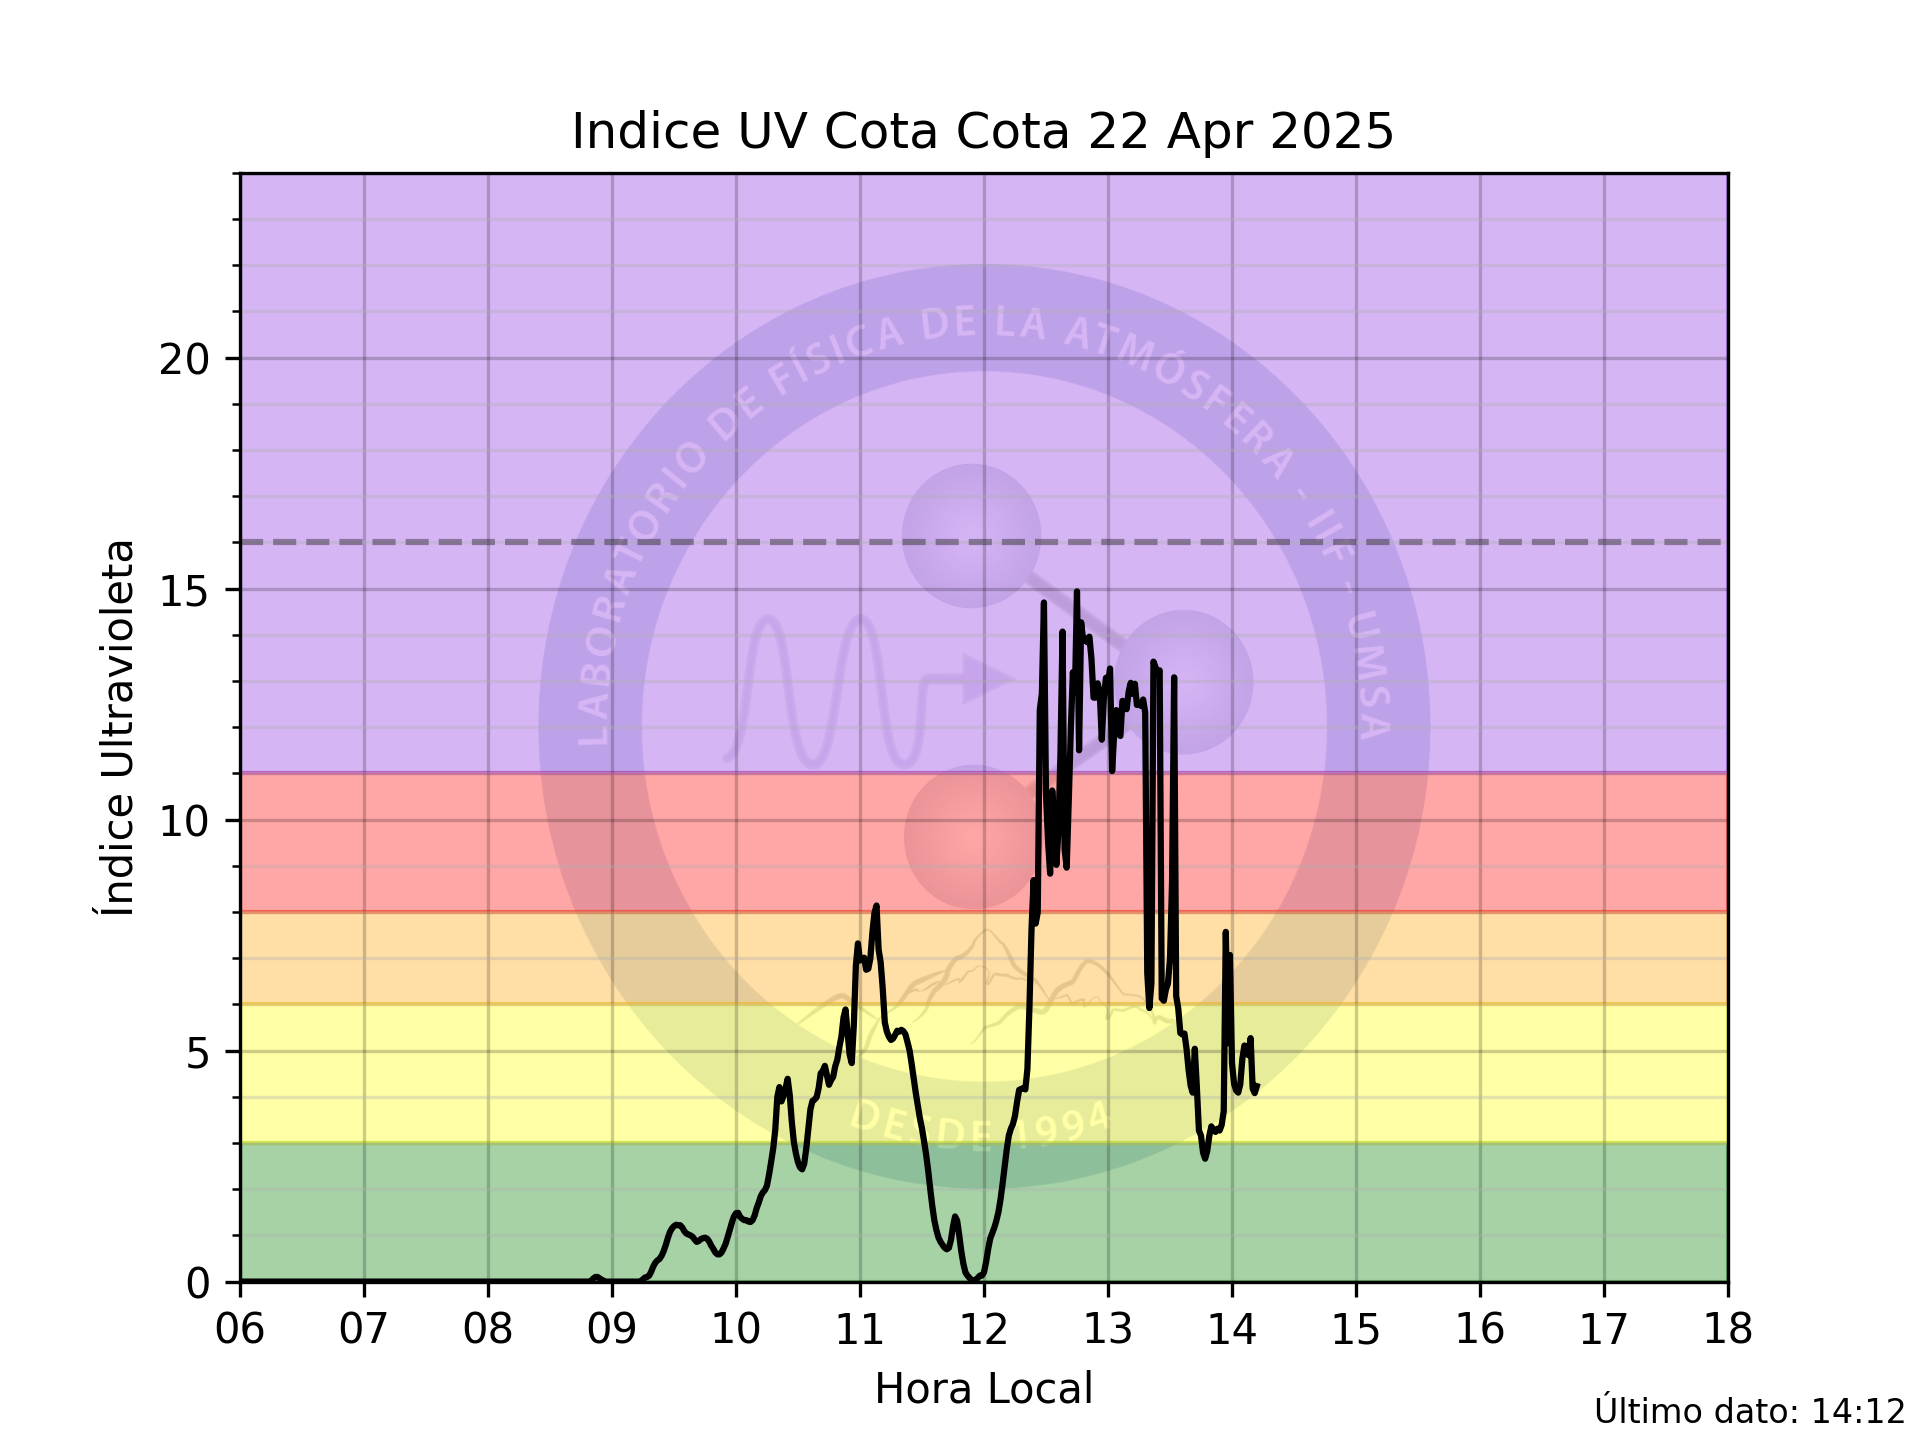 Indice UV Cota Cota 22 Apr 2025
LABORATORIO DE FÍSICA DE LA ATMÓSFERA - IIF - UMSA
DESDE 1994
Índice Ultravioleta
20
15
10
5
0
06 07 08 09 10 11 12 13 14 15 16 17 18
Hora Local
Último dato: 14:12